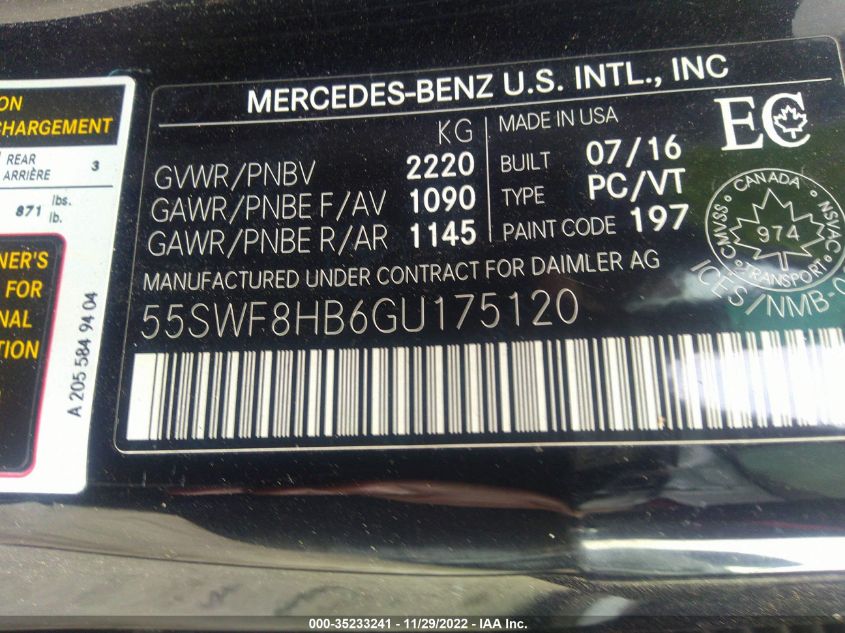 ON
CHARGEMENT
REAR 3
ARRIÈRE
871 lbs.
lb.
NER'S
FOR
NAL
TION
ON
A 205 584 94 04
MERCEDES-BENZ U.S. INTL., INC
KG
GVWR/PNBV 2220
GAWR/PNBE F/AV 1090
GAWR/PNBE R/AR 1145
MADE IN USA
BUILT 07/16
TYPE PC/VT
PAINT CODE 197
EC
CANADA
CMVSS NSVAC
974
TRANSPORT
ICES/NMB-0
MANUFACTURED UNDER CONTRACT FOR DAIMLER AG
55SWF8HB6GU175120
000-35233241 - 11/29/2022 - IAA Inc.